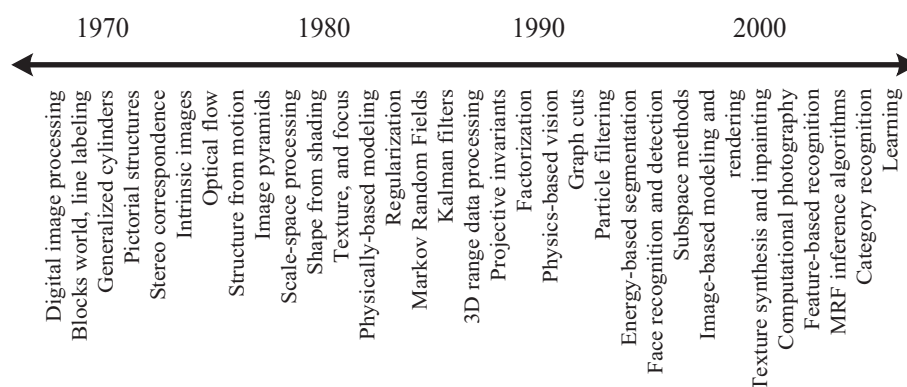 1970
1980
1990
2000
Digital image processing
Blocks world, line labeling
Generalized cylinders
Pictorial structures
Stereo correspondence
Intrinsic images
Optical flow
Structure from motion
Image pyramids
Scale-space processing
Shape from shading
Texture, and focus
Physically-based modeling
Regularization
Markov Random Fields
Kalman filters
3D range data processing
Projective invariants
Factorization
Physics-based vision
Graph cuts
Particle filtering
Energy-based segmentation
Face recognition and detection
Subspace methods
Image-based modeling and
rendering
Texture synthesis and inpainting
Computational photography
Feature-based recognition
MRF inference algorithms
Category recognition
Learning